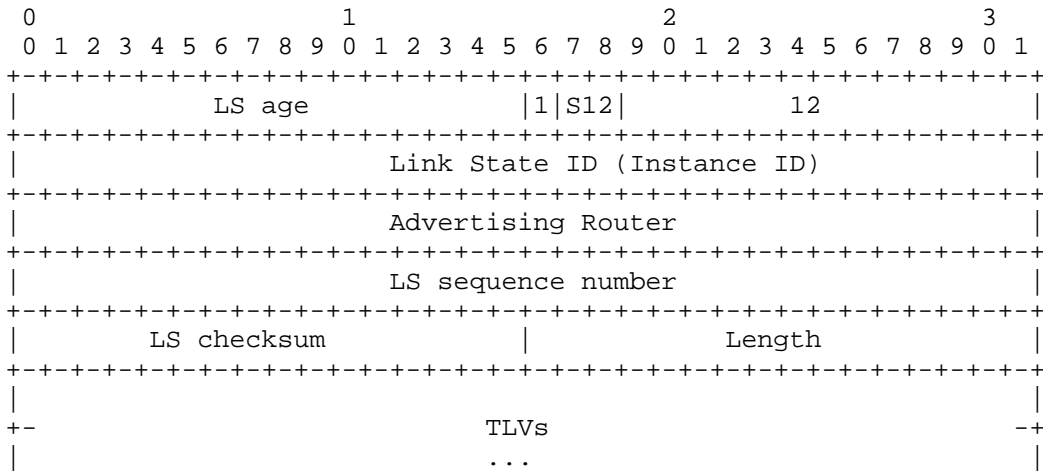 0                   1                   2                   3
 0 1 2 3 4 5 6 7 8 9 0 1 2 3 4 5 6 7 8 9 0 1 2 3 4 5 6 7 8 9 0 1
+-+-+-+-+-+-+-+-+-+-+-+-+-+-+-+-+-+-+-+-+-+-+-+-+-+-+-+-+-+-+-+-+
|            LS age             |1|S12|          12             |
+-+-+-+-+-+-+-+-+-+-+-+-+-+-+-+-+-+-+-+-+-+-+-+-+-+-+-+-+-+-+-+-+
|                       Link State ID (Instance ID)             |
+-+-+-+-+-+-+-+-+-+-+-+-+-+-+-+-+-+-+-+-+-+-+-+-+-+-+-+-+-+-+-+-+
|                       Advertising Router                      |
+-+-+-+-+-+-+-+-+-+-+-+-+-+-+-+-+-+-+-+-+-+-+-+-+-+-+-+-+-+-+-+-+
|                       LS sequence number                      |
+-+-+-+-+-+-+-+-+-+-+-+-+-+-+-+-+-+-+-+-+-+-+-+-+-+-+-+-+-+-+-+-+
|        LS checksum            |            Length             |
+-+-+-+-+-+-+-+-+-+-+-+-+-+-+-+-+-+-+-+-+-+-+-+-+-+-+-+-+-+-+-+-+
|                                                               |
+-                            TLVs                             -+
|                             ...                               |